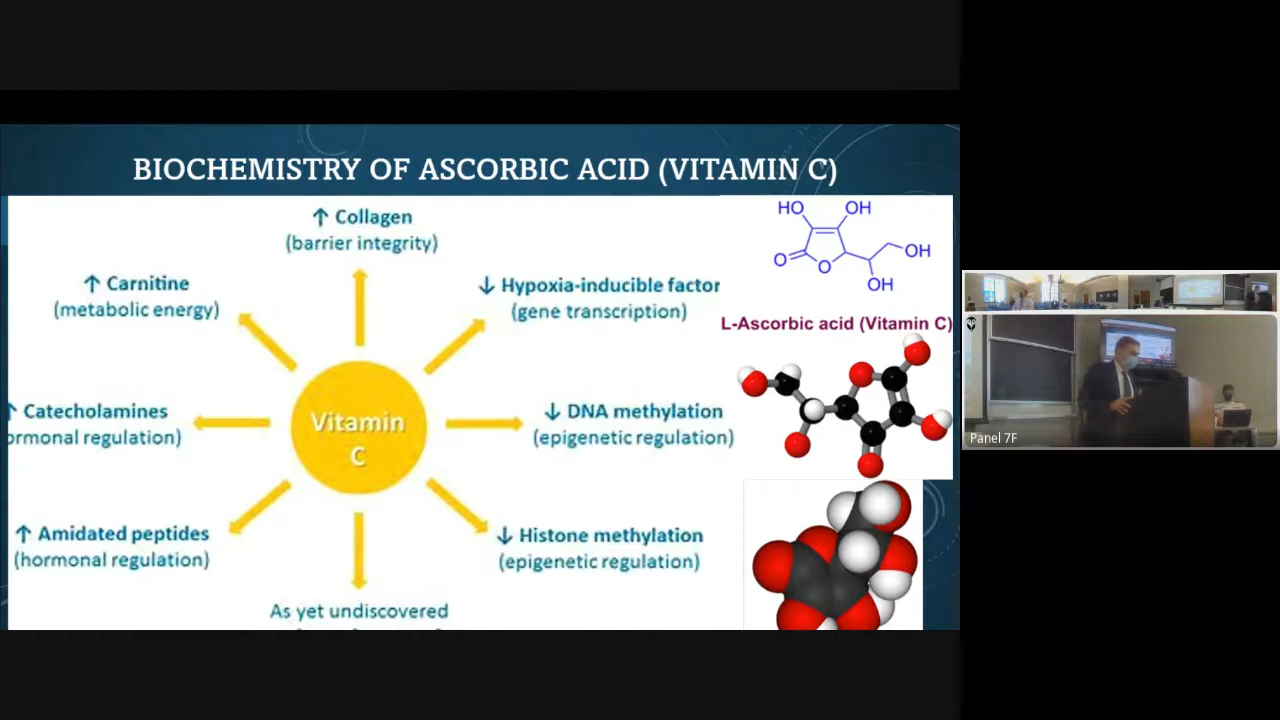 BIOCHEMISTRY OF ASCORBIC ACID (VITAMIN C)
↑ Collagen
(barrier integrity)
↑ Carnitine
(metabolic energy)
↓ Hypoxia-inducible factor
(gene transcription)
↑ Catecholamines
ormonal regulation)
Vitamin
C
↓ DNA methylation
(epigenetic regulation)
↑ Amidated peptides
(hormonal regulation)
↓ Histone methylation
(epigenetic regulation)
As yet undiscovered
HO
OH
O
O
OH
OH
L-Ascorbic acid (Vitamin C)
Panel 7F